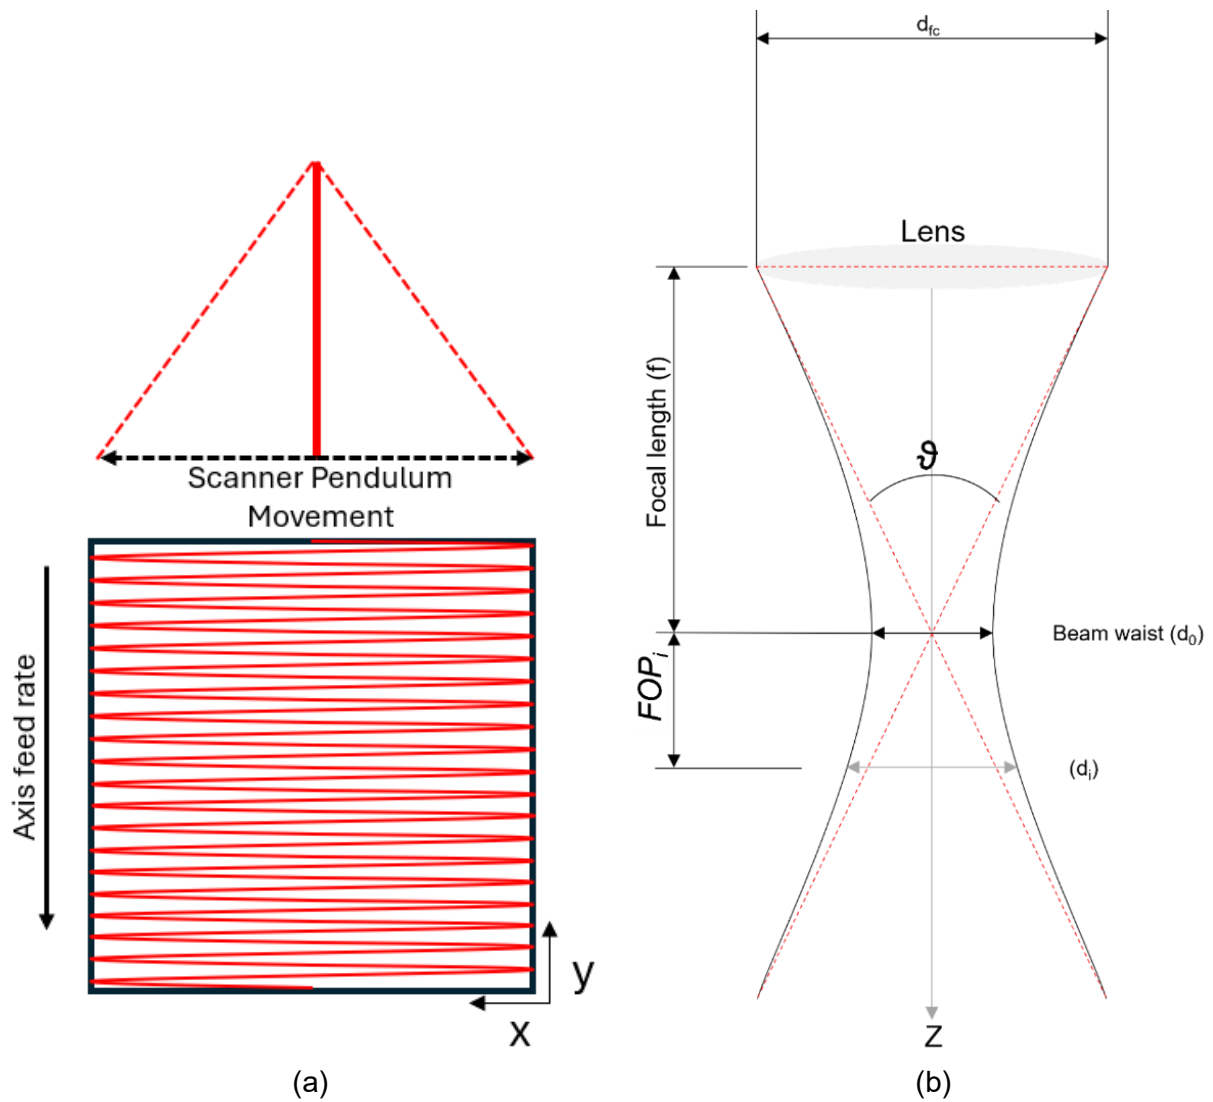 Scanner Pendulum
Movement
Axis feed rate
y
x
(a)
dfc
Lens
Focal length (f)
ϑ
Beam waist (d0)
FOPi
(di)
Z
(b)